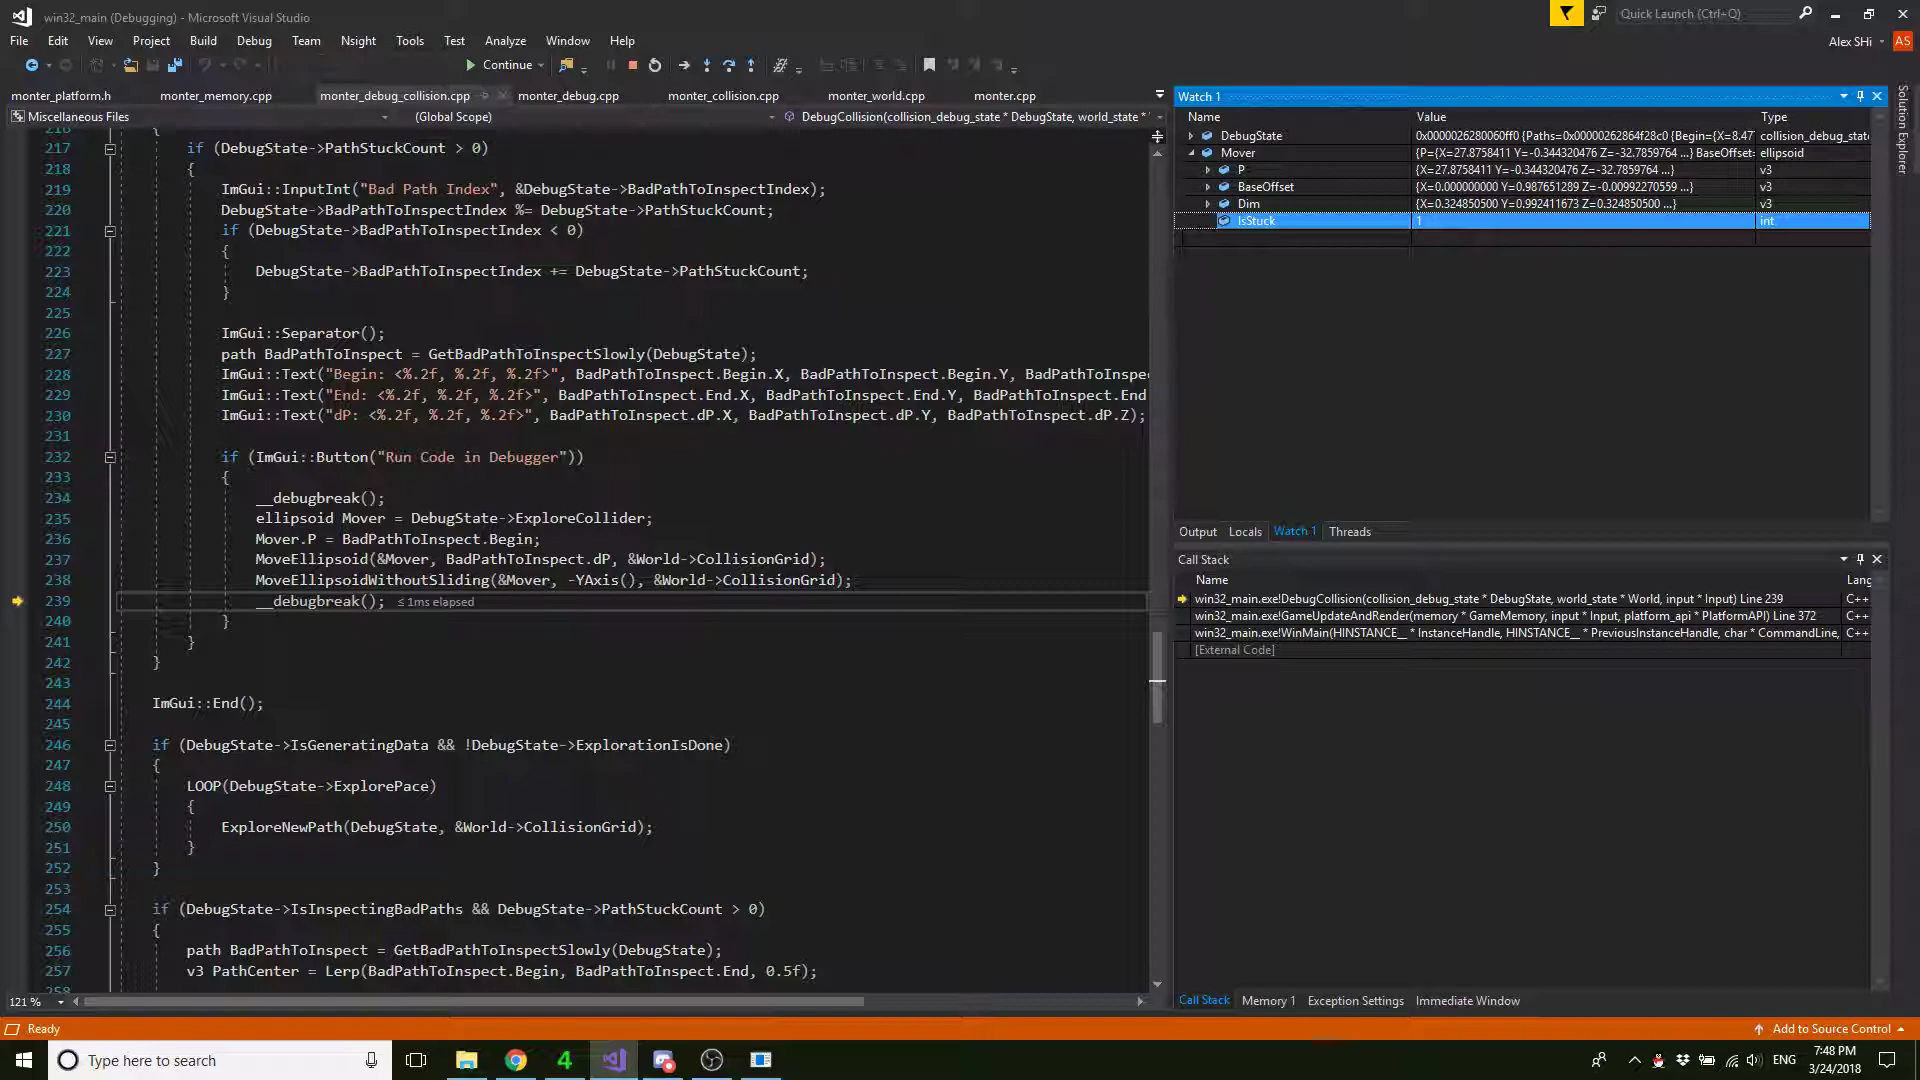 win32_main (Debugging) - Microsoft Visual Studio
Quick Launch (Ctrl+Q)
File Edit View Project Build Debug Team Nsight Tools Test Analyze Window Help
Alex SHi AS
Continue
monter_platform.h monter_memory.cpp monter_debug_collision.cpp monter_debug.cpp monter_collision.cpp monter_world.cpp monter.cpp
Miscellaneous Files (Global Scope) DebugCollision(collision_debug_state * DebugState, world_state *
216 {
217 if (DebugState->PathStuckCount > 0)
218 {
219 ImGui::InputInt("Bad Path Index", &DebugState->BadPathToInspectIndex);
220 DebugState->BadPathToInspectIndex %= DebugState->PathStuckCount;
221 if (DebugState->BadPathToInspectIndex < 0)
222 {
223 DebugState->BadPathToInspectIndex += DebugState->PathStuckCount;
224 }
225
226 ImGui::Separator();
227 path BadPathToInspect = GetBadPathToInspectSlowly(DebugState);
228 ImGui::Text("Begin: <%.2f, %.2f, %.2f>", BadPathToInspect.Begin.X, BadPathToInspect.Begin.Y, BadPathToInspe
229 ImGui::Text("End: <%.2f, %.2f, %.2f>", BadPathToInspect.End.X, BadPathToInspect.End.Y, BadPathToInspect.End
230 ImGui::Text("dP: <%.2f, %.2f, %.2f>", BadPathToInspect.dP.X, BadPathToInspect.dP.Y, BadPathToInspect.dP.Z);
231
232 if (ImGui::Button("Run Code in Debugger"))
233 {
234 __debugbreak();
235 ellipsoid Mover = DebugState->ExploreCollider;
236 Mover.P = BadPathToInspect.Begin;
237 MoveEllipsoid(&Mover, BadPathToInspect.dP, &World->CollisionGrid);
238 MoveEllipsoidWithoutSliding(&Mover, -YAxis(), &World->CollisionGrid);
239 __debugbreak(); ≤ 1ms elapsed
240 }
241 }
242 }
243
244 ImGui::End();
245
246 if (DebugState->IsGeneratingData && !DebugState->ExplorationIsDone)
247 {
248 LOOP(DebugState->ExplorePace)
249 {
250 ExploreNewPath(DebugState, &World->CollisionGrid);
251 }
252 }
253
254 if (DebugState->IsInspectingBadPaths && DebugState->PathStuckCount > 0)
255 {
256 path BadPathToInspect = GetBadPathToInspectSlowly(DebugState);
257 v3 PathCenter = Lerp(BadPathToInspect.Begin, BadPathToInspect.End, 0.5f);
258
121 %
Watch 1
Name Value Type
DebugState 0x0000026280060ff0 {Paths=0x00000262864f28c0 {Begin={X=8.47 collision_debug_state
Mover {P={X=27.8758411 Y=-0.344320476 Z=-32.7859764 ...} BaseOffset= ellipsoid
P {X=27.8758411 Y=-0.344320476 Z=-32.7859764 ...} v3
BaseOffset {X=0.000000000 Y=0.987651289 Z=-0.00992270559 ...} v3
Dim {X=0.324850500 Y=0.992411673 Z=0.324850500 ...} v3
IsStuck 1 int
Output Locals Watch 1 Threads
Call Stack
Name Lang
win32_main.exe!DebugCollision(collision_debug_state * DebugState, world_state * World, input * Input) Line 239 C++
win32_main.exe!GameUpdateAndRender(memory * GameMemory, input * Input, platform_api * PlatformAPI) Line 372 C++
win32_main.exe!WinMain(HINSTANCE__ * InstanceHandle, HINSTANCE__ * PreviousInstanceHandle, char * CommandLine, C++
[External Code]
Call Stack Memory 1 Exception Settings Immediate Window
Solution Explorer
Ready Add to Source Control
Type here to search
4
ENG
7:48 PM
3/24/2018